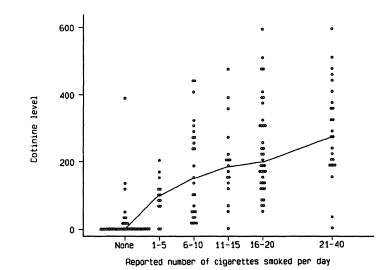 600
400
200
0
Cotinine level
None 1-5 6-10 11-15 16-20 21-40
Reported number of cigarettes smoked per day